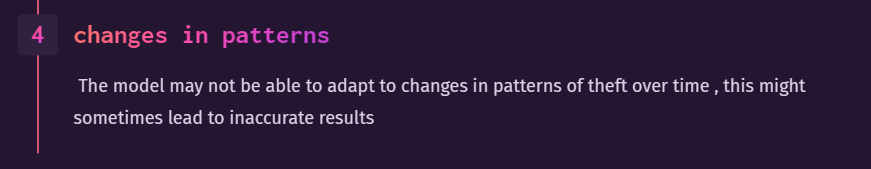 4
changes in patterns
The model may not be able to adapt to changes in patterns of theft over time , this might
sometimes lead to inaccurate results